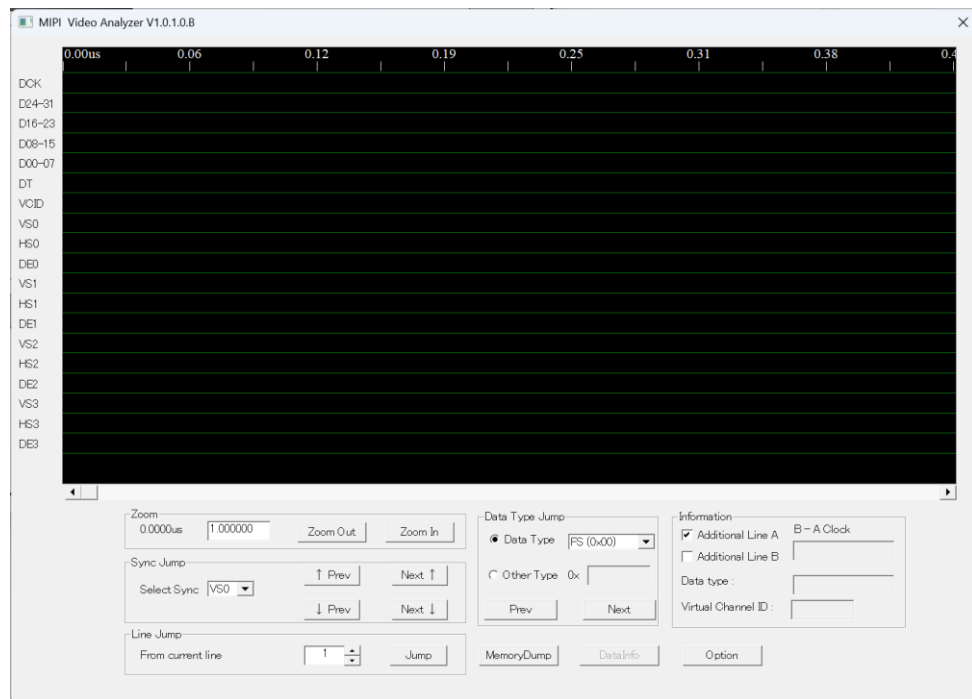 MIPI Video Analyzer V1.0.1.0.B
0.00us 0.06 0.12 0.19 0.25 0.31 0.38 0.4
DCK
D24-31
D16-23
D08-15
D00-07
DT
VCID
VS0
HS0
DE0
VS1
HS1
DE1
VS2
HS2
DE2
VS3
HS3
DE3
Zoom
0.0000us 1.000000 Zoom Out Zoom In
Sync Jump
Select Sync VS0
↑ Prev Next ↑
↓ Prev Next ↓
Line Jump
From current line 1 Jump
Data Type Jump
Data Type FS (0x00)
Other Type 0x
Prev Next
MemoryDump DataInfo Option
Information
Additional Line A B - A Clock
Additional Line B
Data type :
Virtual Channel ID :